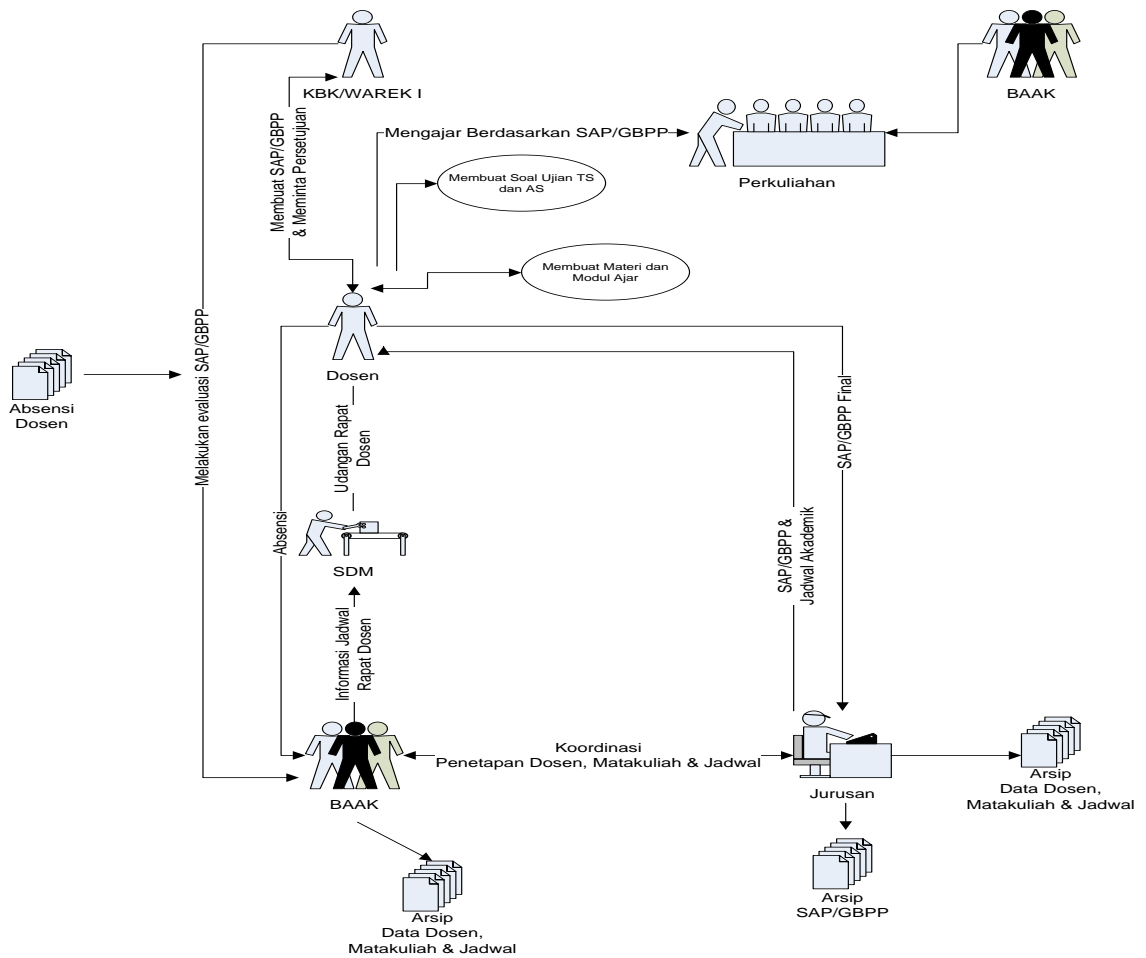 KBK/WAREK I
BAAK
Mengajar Berdasarkan SAP/GBPP
Perkuliahan
Membuat SAP/GBPP
& Meminta Persetujuan
Membuat Soal Ujian TS
dan AS
Membuat Materi dan
Modul Ajar
Dosen
Absensi
Dosen
Melakukan evaluasi SAP/GBPP
Absensi
Udangan Rapat
Dosen
SDM
Informasi Jadwal
Rapat Dosen
SAP/GBPP Final
SAP/GBPP &
Jadwal Akademik
BAAK
Koordinasi
Penetapan Dosen, Matakuliah & Jadwal
Jurusan
Arsip
Data Dosen,
Matakuliah & Jadwal
Arsip
SAP/GBPP
Arsip
Data Dosen,
Matakuliah & Jadwal